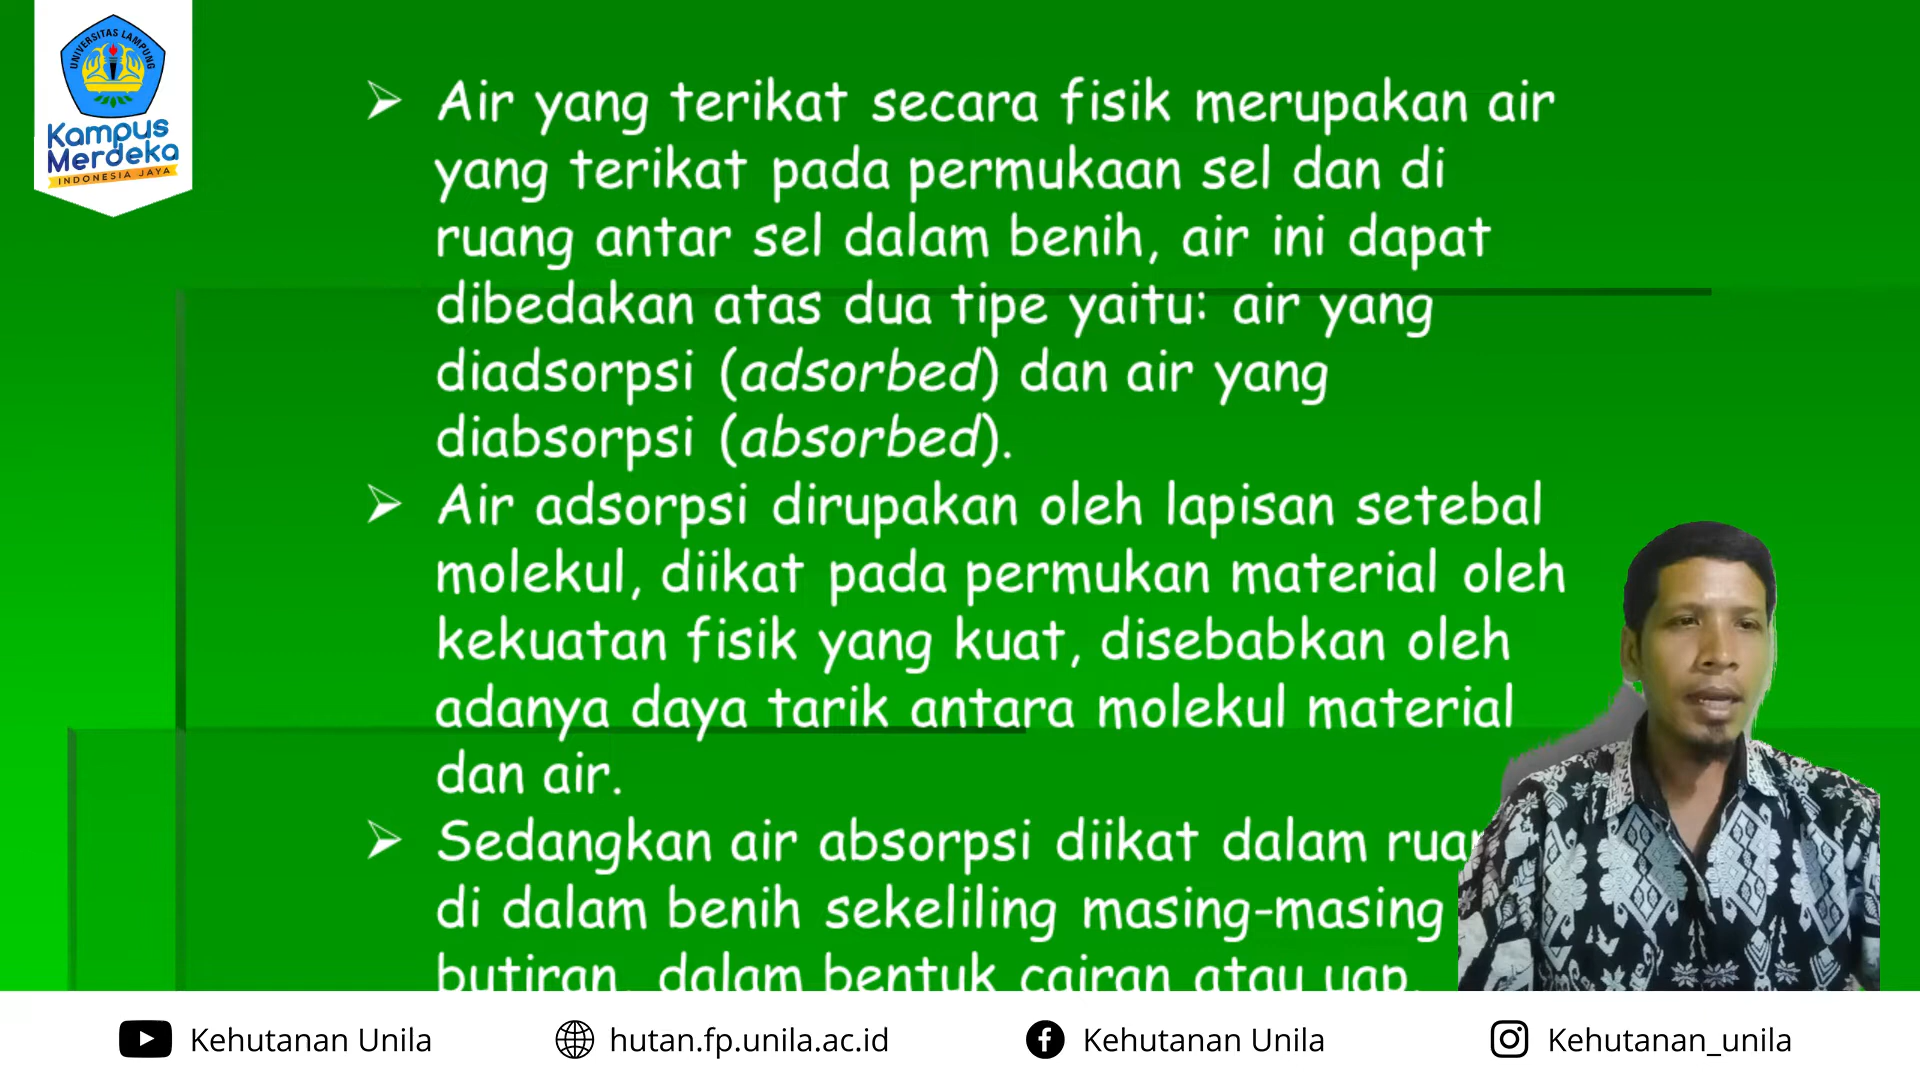 UNIVERSITAS LAMPUNG
Kampus
Merdeka
INDONESIA JAYA
➢ Air yang terikat secara fisik merupakan air
yang terikat pada permukaan sel dan di
ruang antar sel dalam benih, air ini dapat
dibedakan atas dua tipe yaitu: air yang
diadsorpsi (adsorbed) dan air yang
diabsorpsi (absorbed).
➢ Air adsorpsi dirupakan oleh lapisan setebal
molekul, diikat pada permukan material oleh
kekuatan fisik yang kuat, disebabkan oleh
adanya daya tarik antara molekul material
dan air.
➢ Sedangkan air absorpsi diikat dalam
di dalam benih sekeliling masing-masing
butiran, dalam bentuk cairan atau uap.
Kehutanan Unila
hutan.fp.unila.ac.id
Kehutanan Unila
Kehutanan_unila